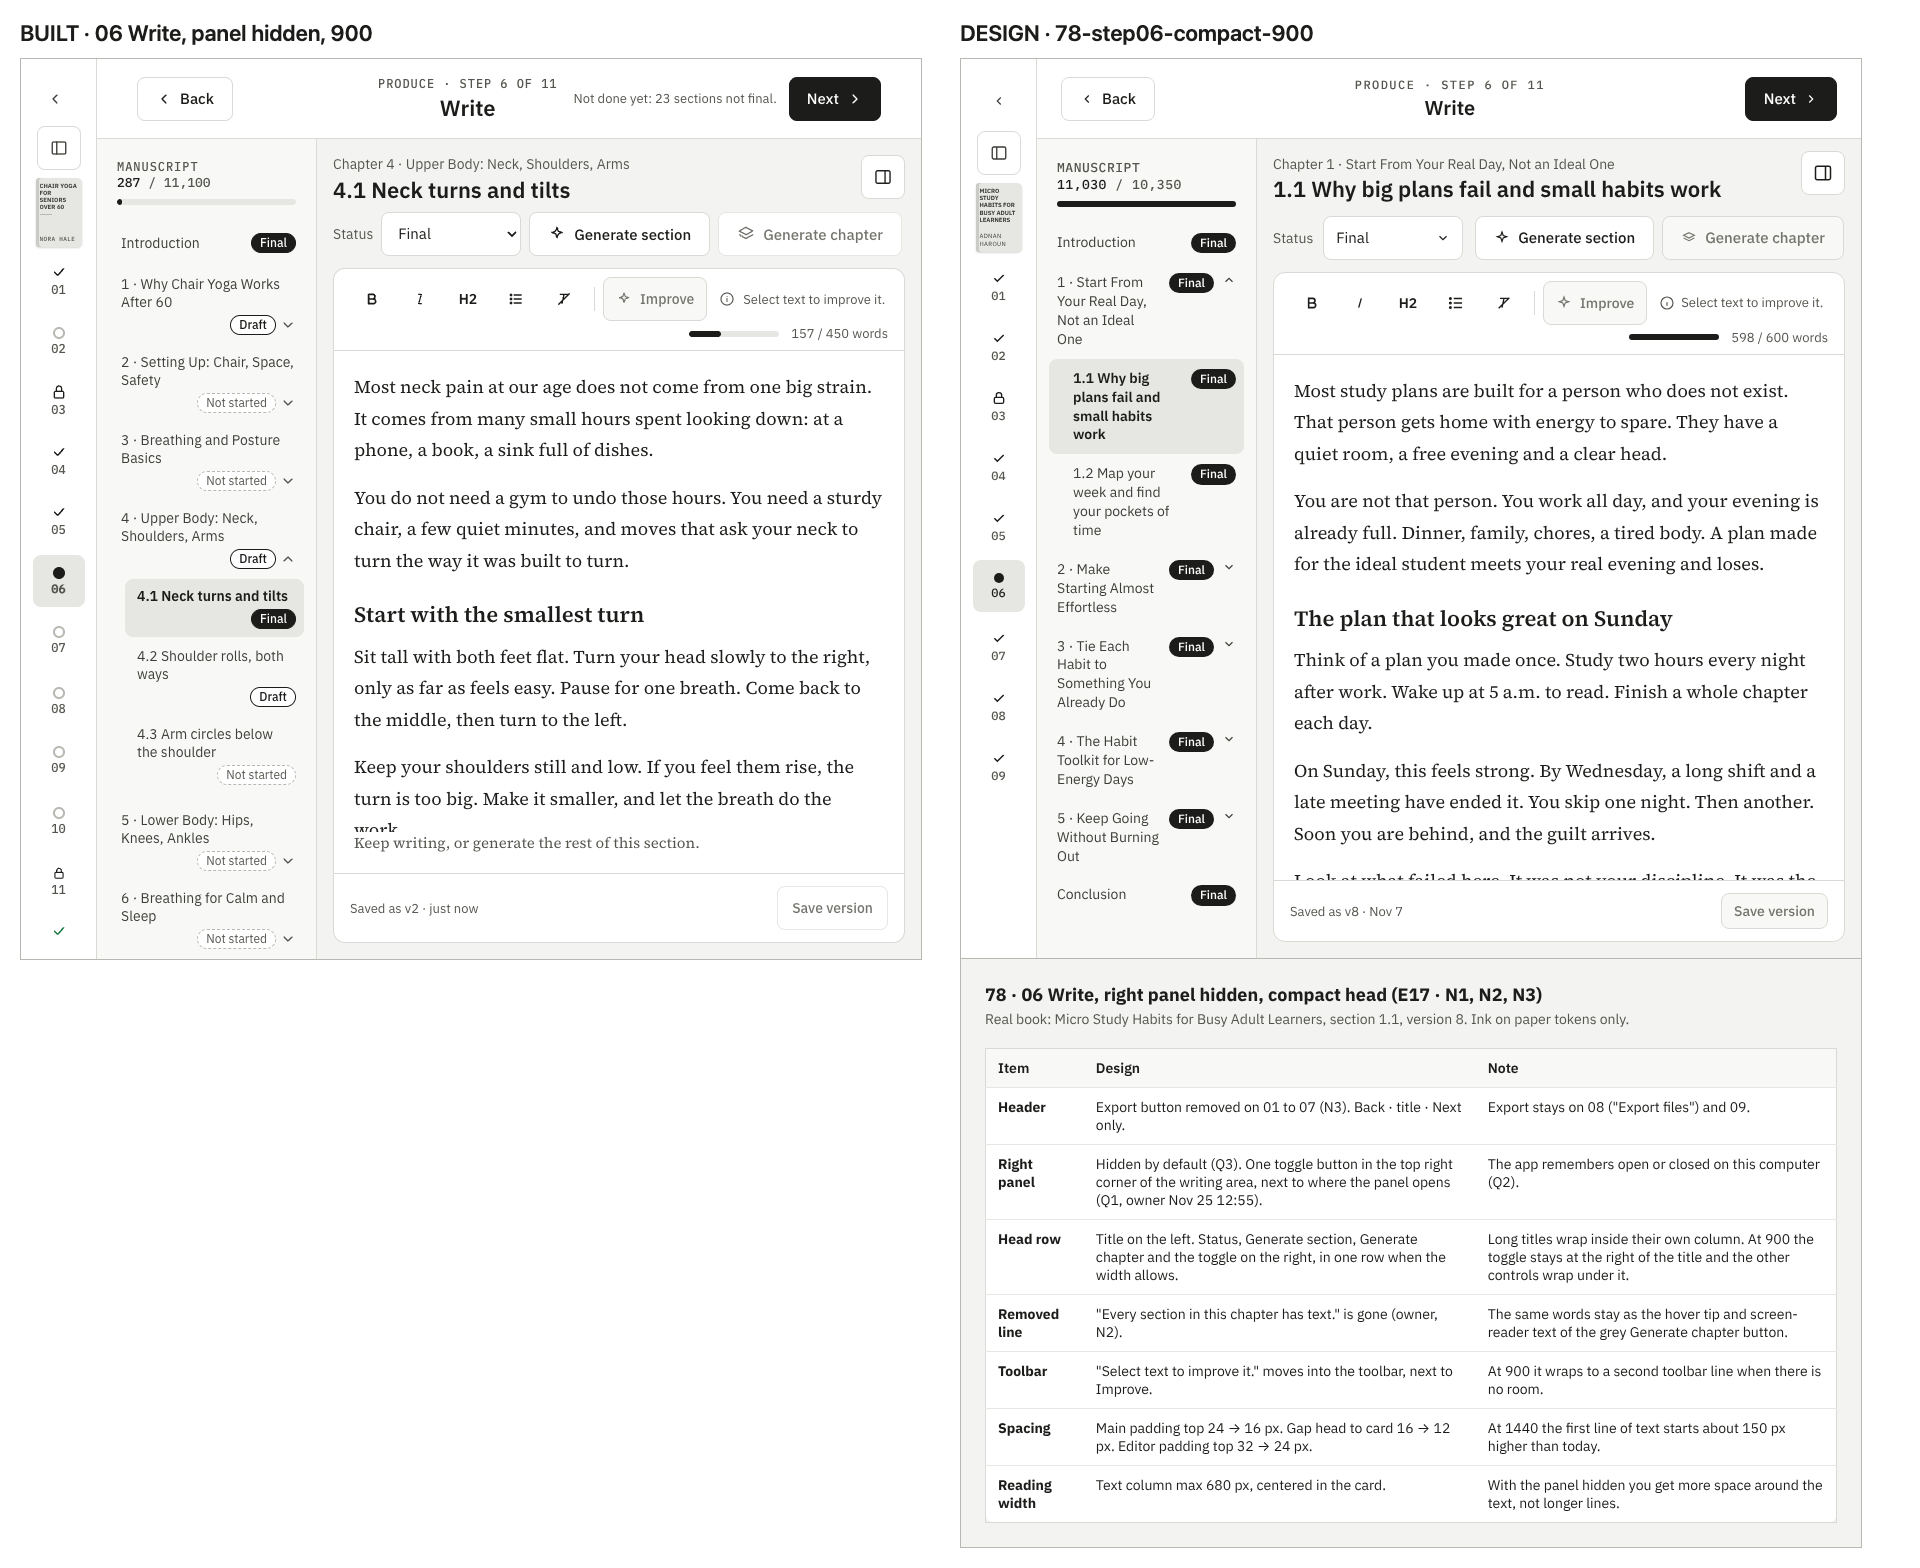 BUILT · 06 Write, panel hidden, 900
Back
PRODUCE · STEP 6 OF 11
Write
Not done yet: 23 sections not final.
Next
CHAIR YOGA
FOR
SENIORS
OVER 60
NORA HALE
01
02
03
04
05
06
07
08
09
10
11
MANUSCRIPT
287 / 11,100
Introduction
Final
1 · Why Chair Yoga Works
After 60
Draft
2 · Setting Up: Chair, Space,
Safety
Not started
3 · Breathing and Posture
Basics
Not started
4 · Upper Body: Neck,
Shoulders, Arms
Draft
4.1 Neck turns and tilts
Final
4.2 Shoulder rolls, both
ways
Draft
4.3 Arm circles below
the shoulder
Not started
5 · Lower Body: Hips,
Knees, Ankles
Not started
6 · Breathing for Calm and
Sleep
Not started
Chapter 4 · Upper Body: Neck, Shoulders, Arms
4.1 Neck turns and tilts
Status
Final
Generate section
Generate chapter
B
I
H2
T
Improve
Select text to improve it.
157 / 450 words
Most neck pain at our age does not come from one big strain.
It comes from many small hours spent looking down: at a
phone, a book, a sink full of dishes.
You do not need a gym to undo those hours. You need a sturdy
chair, a few quiet minutes, and moves that ask your neck to
turn the way it was built to turn.
Start with the smallest turn
Sit tall with both feet flat. Turn your head slowly to the right,
only as far as feels easy. Pause for one breath. Come back to
the middle, then turn to the left.
Keep your shoulders still and low. If you feel them rise, the
turn is too big. Make it smaller, and let the breath do the
work.
Keep writing, or generate the rest of this section.
Saved as v2 · just now
Save version
DESIGN · 78-step06-compact-900
Back
PRODUCE · STEP 6 OF 11
Write
Next
MICRO
STUDY
HABITS FOR
BUSY ADULT
LEARNERS
ADNAN
HAROUN
01
02
03
04
05
06
07
08
09
MANUSCRIPT
11,030 / 10,350
Introduction
Final
1 · Start From
Your Real Day,
Not an Ideal
One
Final
1.1 Why big
plans fail and
small habits
work
Final
1.2 Map your
week and find
your pockets of
time
Final
2 · Make
Starting Almost
Effortless
Final
3 · Tie Each
Habit to
Something You
Already Do
Final
4 · The Habit
Toolkit for Low-
Energy Days
Final
5 · Keep Going
Without Burning
Out
Final
Conclusion
Final
Chapter 1 · Start From Your Real Day, Not an Ideal One
1.1 Why big plans fail and small habits work
Status
Final
Generate section
Generate chapter
B
I
H2
T
Improve
Select text to improve it.
598 / 600 words
Most study plans are built for a person who does not exist.
That person gets home with energy to spare. They have a
quiet room, a free evening and a clear head.
You are not that person. You work all day, and your evening is
already full. Dinner, family, chores, a tired body. A plan made
for the ideal student meets your real evening and loses.
The plan that looks great on Sunday
Think of a plan you made once. Study two hours every night
after work. Wake up at 5 a.m. to read. Finish a whole chapter
each day.
On Sunday, this feels strong. By Wednesday, a long shift and a
late meeting have ended it. You skip one night. Then another.
Soon you are behind, and the guilt arrives.
Look at what failed here. It was not your discipline. It was the
Saved as v8 · Nov 7
Save version
78 · 06 Write, right panel hidden, compact head (E17 · N1, N2, N3)
Real book: Micro Study Habits for Busy Adult Learners, section 1.1, version 8. Ink on paper tokens only.
Item
Design
Note
Header
Export button removed on 01 to 07 (N3). Back · title · Next
only.
Export stays on 08 ("Export files") and 09.
Right
panel
Hidden by default (Q3). One toggle button in the top right
corner of the writing area, next to where the panel opens
(Q1, owner Nov 25 12:55).
The app remembers open or closed on this computer
(Q2).
Head row
Title on the left. Status, Generate section, Generate
chapter and the toggle on the right, in one row when the
width allows.
Long titles wrap inside their own column. At 900 the
toggle stays at the right of the title and the other
controls wrap under it.
Removed
line
"Every section in this chapter has text." is gone (owner,
N2).
The same words stay as the hover tip and screen-
reader text of the grey Generate chapter button.
Toolbar
"Select text to improve it." moves into the toolbar, next to
Improve.
At 900 it wraps to a second toolbar line when there is
no room.
Spacing
Main padding top 24 → 16 px. Gap head to card 16 → 12
px. Editor padding top 32 → 24 px.
At 1440 the first line of text starts about 150 px
higher than today.
Reading
width
Text column max 680 px, centered in the card.
With the panel hidden you get more space around the
text, not longer lines.